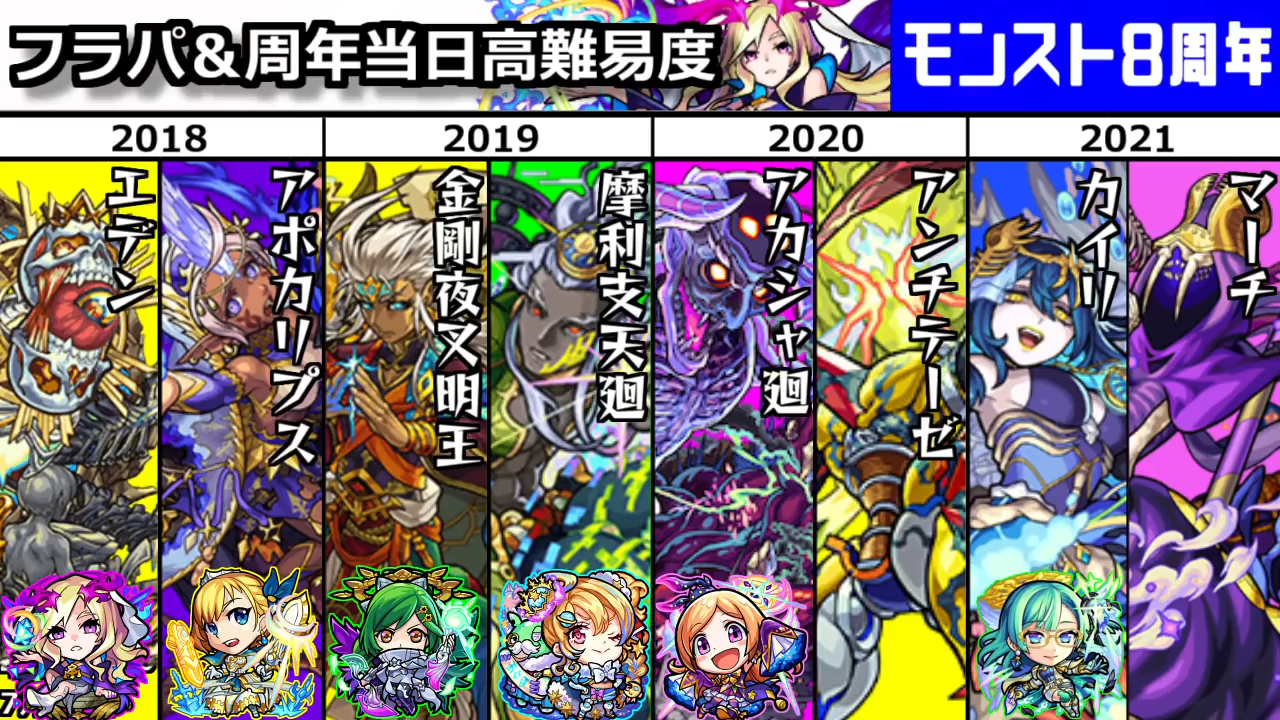 フラパ&周年当日高難易度
モンスト8周年
2018
2019
2020
2021
エデン
アポカリプス
金剛夜叉明王
摩利支天廻
アカシャ廻
アンチテーゼ
カイリ
マーチ